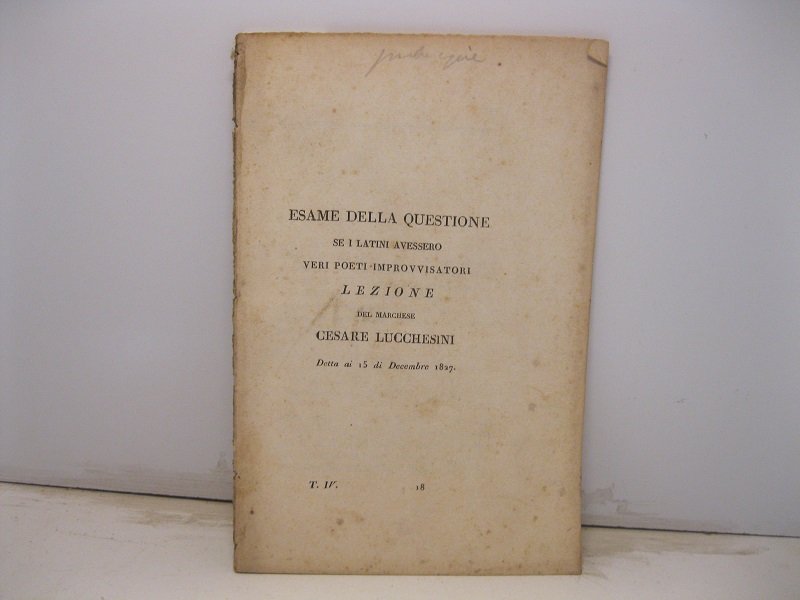 ESAME DELLA QUESTIONE
SE I LATINI AVESSERO
VERI POETI IMPROVVISATORI
LEZIONE
DEL MARCHESE
CESARE LUCCHESINI
Detta ai 15 di Decembre 1827.
T. IV. 18